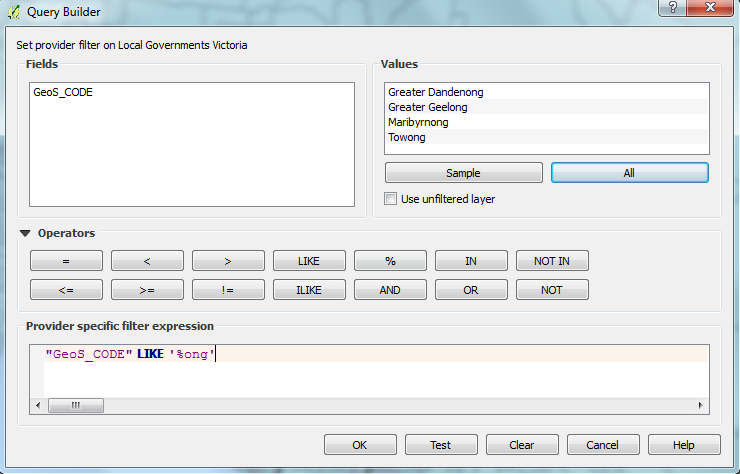 Query Builder
?
Set provider filter on Local Governments Victoria
Fields
GeoS_CODE
Values
Greater Dandenong
Greater Geelong
Maribyrnong
Towong
Sample
All
Use unfiltered layer
Operators
= < > LIKE % IN NOT IN
<= >= != ILIKE AND OR NOT
Provider specific filter expression
"GeoS_CODE" LIKE '%ong'
OK Test Clear Cancel Help